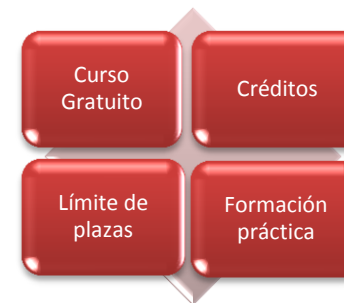 Curso
Gratuito
Créditos
Límite de
plazas
Formación
práctica